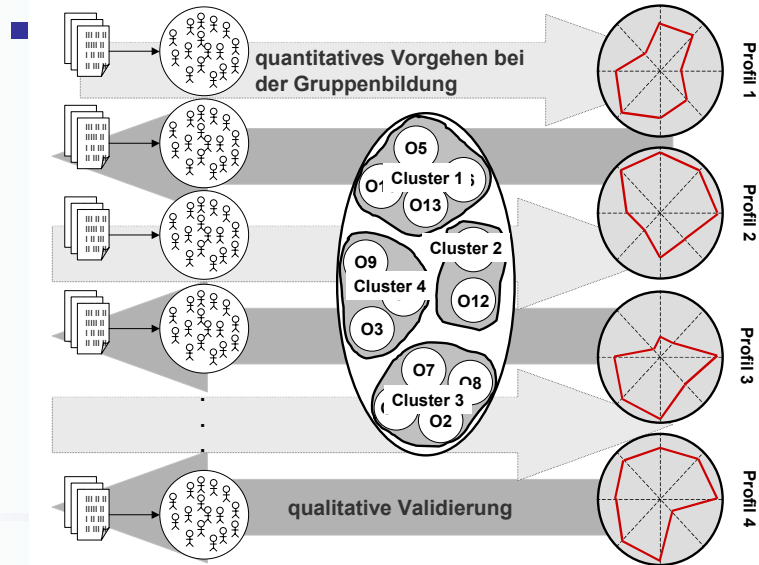 quantitatives Vorgehen bei
der Gruppenbildung
Profil 1
O5
Cluster 1
O13
Profil 2
Cluster 2
O9
Cluster 4
O12
O3
Profil 3
O7
O8
Cluster 3
O2
qualitative Validierung
Profil 4